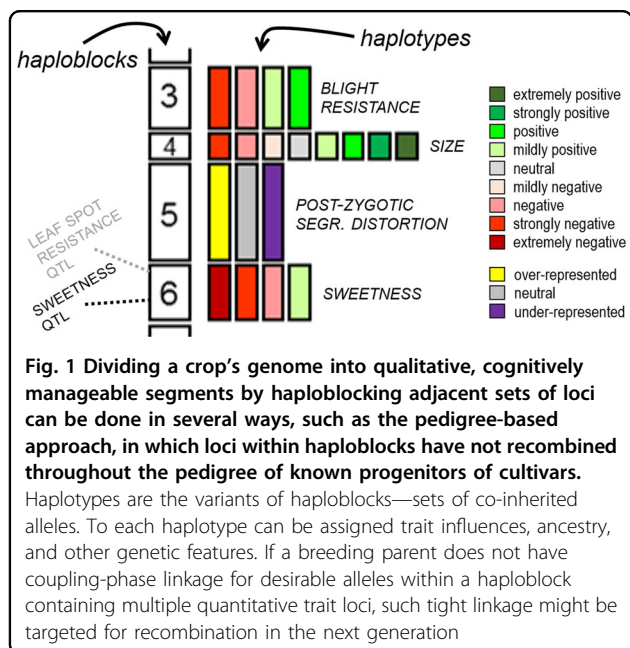 haploblocks
haplotypes
3
BLIGHT
RESISTANCE
4
SIZE
5
POST-ZYGOTIC
SEGR. DISTORTION
LEAF SPOT
RESISTANCE
QTL
SWEETNESS
QTL
6
SWEETNESS
extremely positive
strongly positive
positive
mildly positive
neutral
mildly negative
negative
strongly negative
extremely negative
over-represented
neutral
under-represented
Fig. 1 Dividing a crop’s genome into qualitative, cognitively
manageable segments by haploblocking adjacent sets of loci
can be done in several ways, such as the pedigree-based
approach, in which loci within haploblocks have not recombined
throughout the pedigree of known progenitors of cultivars.
Haplotypes are the variants of haploblocks—sets of co-inherited
alleles. To each haplotype can be assigned trait influences, ancestry,
and other genetic features. If a breeding parent does not have
coupling-phase linkage for desirable alleles within a haploblock
containing multiple quantitative trait loci, such tight linkage might be
targeted for recombination in the next generation